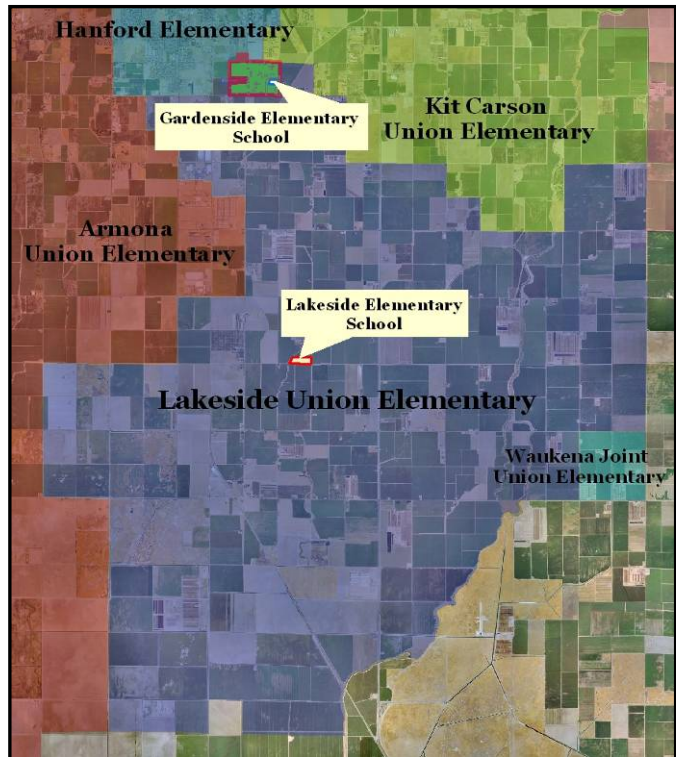 Hanford Elementary
Gardenside Elementary
School
Kit Carson
Union Elementary
Armona
Union Elementary
Lakeside Elementary
School
Lakeside Union Elementary
Waukena Joint
Union Elementary